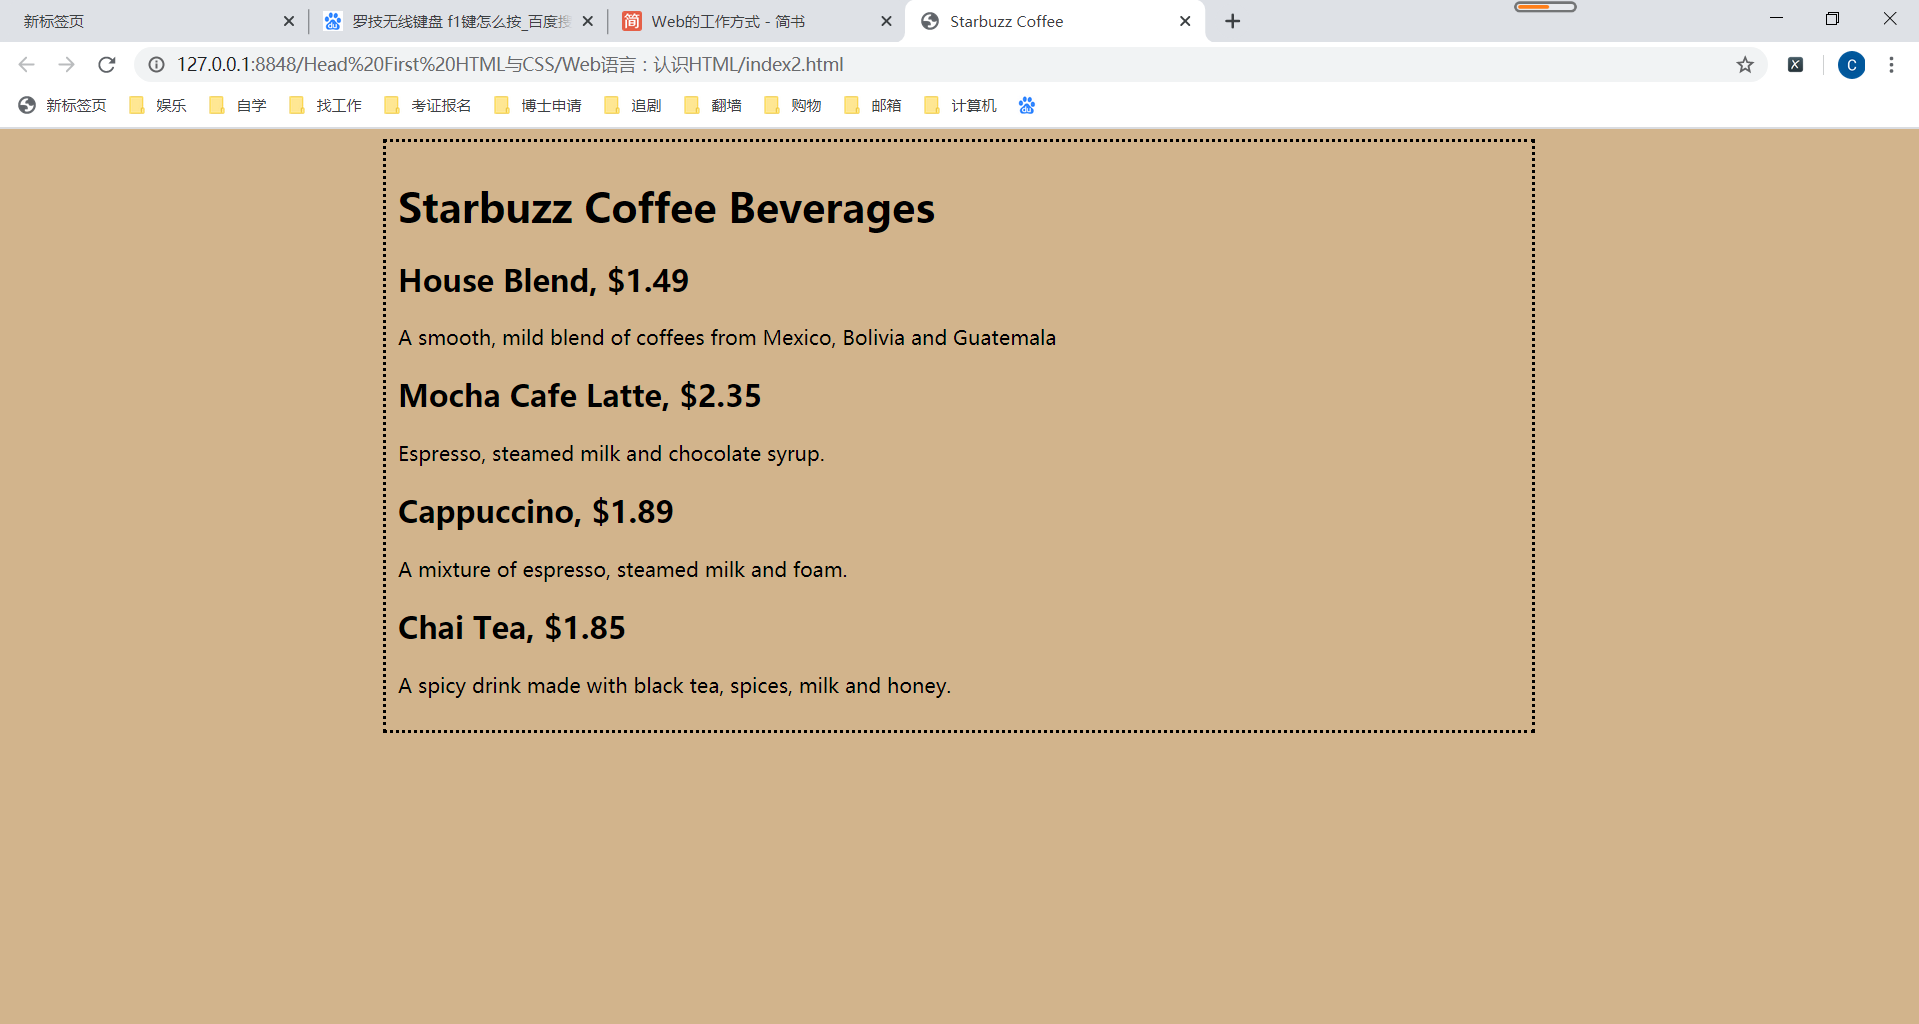 新标签页
罗技无线键盘 f1键怎么按_百度搜
简 Web的工作方式 - 简书
Starbuzz Coffee
127.0.0.1:8848/Head%20First%20HTML与CSS/Web语言：认识HTML/index2.html
X
C
新标签页 娱乐 自学 找工作 考证报名 博士申请 追剧 翻墙 购物 邮箱 计算机 du
Starbuzz Coffee Beverages
House Blend, $1.49
A smooth, mild blend of coffees from Mexico, Bolivia and Guatemala
Mocha Cafe Latte, $2.35
Espresso, steamed milk and chocolate syrup.
Cappuccino, $1.89
A mixture of espresso, steamed milk and foam.
Chai Tea, $1.85
A spicy drink made with black tea, spices, milk and honey.